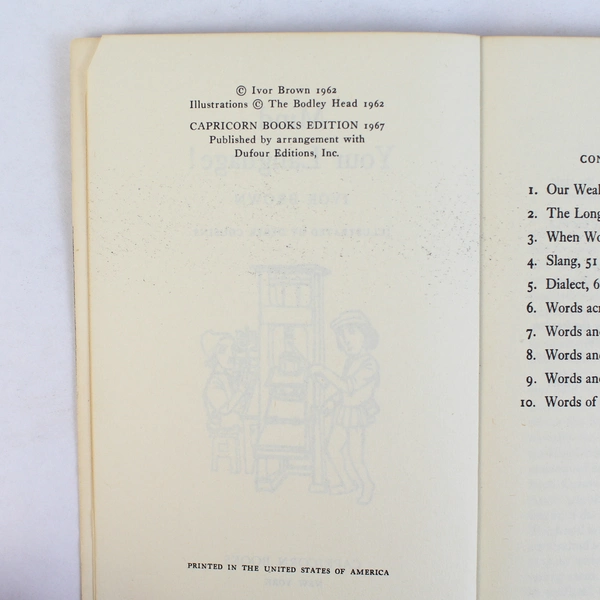 © Ivor Brown 1962
Illustrations © The Bodley Head 1962
CAPRICORN BOOKS EDITION 1967
Published by arrangement with
Dufour Editions, Inc.
PRINTED IN THE UNITED STATES OF AMERICA
CON
1. Our Weal
2. The Long
3. When Wo
4. Slang, 51
5. Dialect, 6
6. Words acr
7. Words and
8. Words and
9. Words and
10. Words of